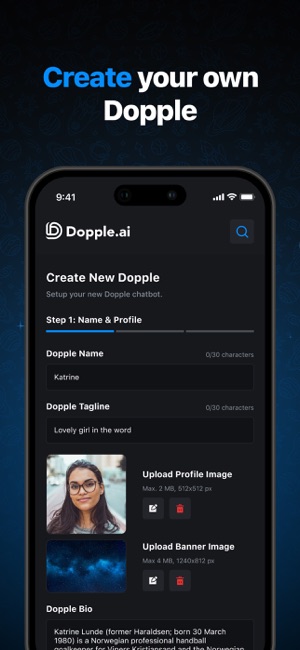 Create your own
Dopple
9:41
Dopple.ai
Create New Dopple
Setup your new Dopple chatbot.
Step 1: Name & Profile
Dopple Name
0/30 characters
Katrine
Dopple Tagline
0/30 characters
Lovely girl in the word
Upload Profile Image
Max. 2 MB, 512x512 px
Upload Banner Image
Max 4 MB, 1240x812 px
Dopple Bio
Katrine Lunde (former Haraldsen; born 30 March
1980) is a Norwegian professional handball
goalkeeper for Vipers Kristiansand and the Norwegian